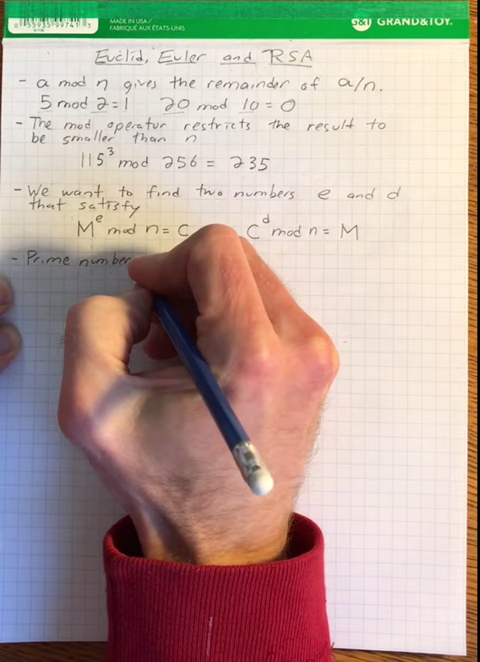 MADE IN USA /
FABRIQUÉ AUX ÉTATS-UNIS
G&T GRAND&TOY.
Euclid, Euler and RSA
- a mod n gives the remainder of a/n.
5 mod 2 = 1 20 mod 10 = 0
- The mod operator restricts the result to
be smaller than n
115³ mod 256 = 235
- We want to find two numbers e and d
that satisfy
Mᵉ mod n = C Cᵈ mod n = M
- Prime number